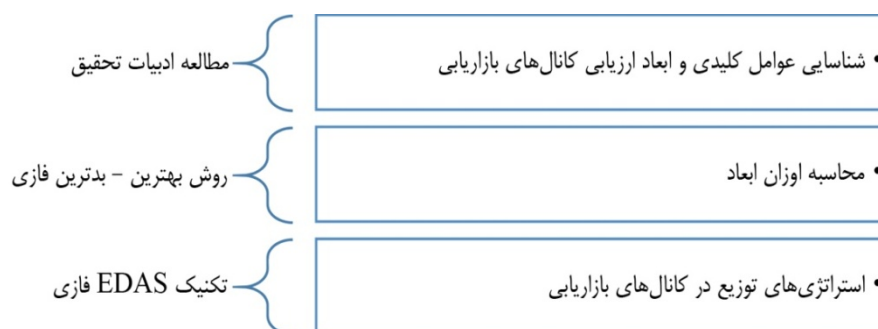 • شناسایی عوامل کلیدی و ابعاد ارزیابی کانال‌های بازاریابی
مطالعه ادبیات تحقیق
• محاسبه اوزان ابعاد
روش بهترین – بدترین فازی
• استراتژی‌های توزیع در کانال‌های بازاریابی
تکنیک EDAS فازی